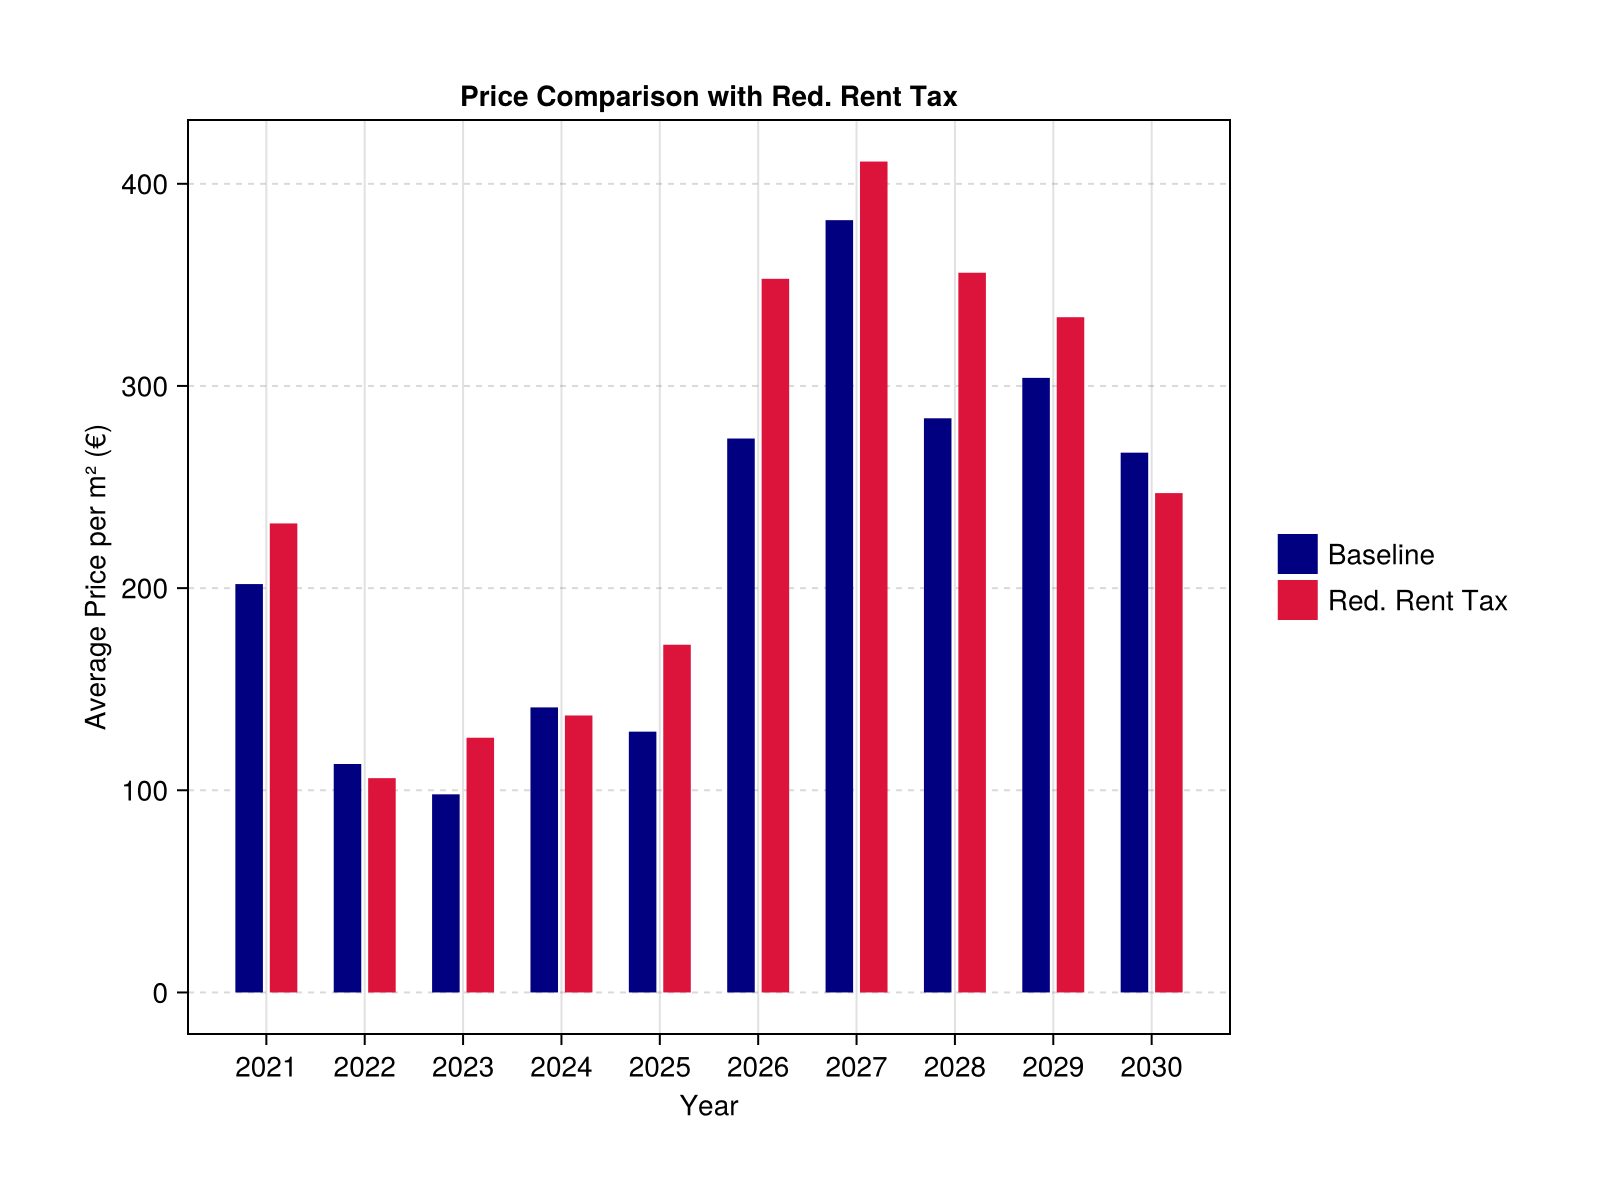 Price Comparison with Red. Rent Tax
Average Price per m² (€)
400
300
200
100
0
2021 2022 2023 2024 2025 2026 2027 2028 2029 2030
Year
Baseline
Red. Rent Tax